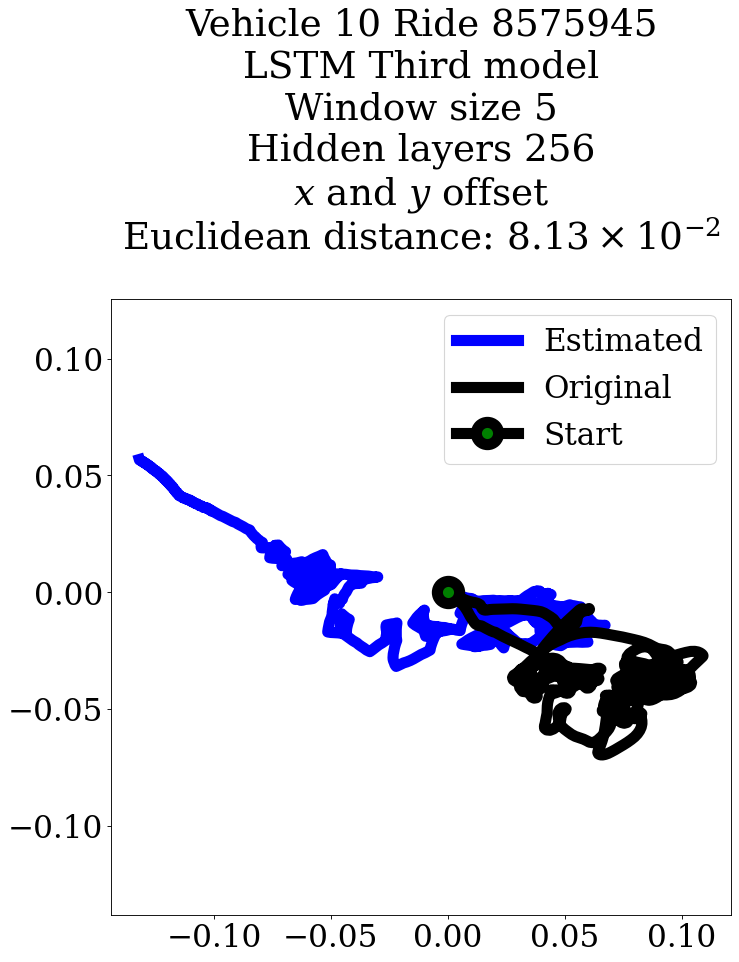 Vehicle 10 Ride 8575945
LSTM Third model
Window size 5
Hidden layers 256
x and y offset
Euclidean distance: 8.13 × 10⁻²
Estimated
Original
Start
0.10
0.05
0.00
−0.05
−0.10
−0.10 −0.05 0.00 0.05 0.10